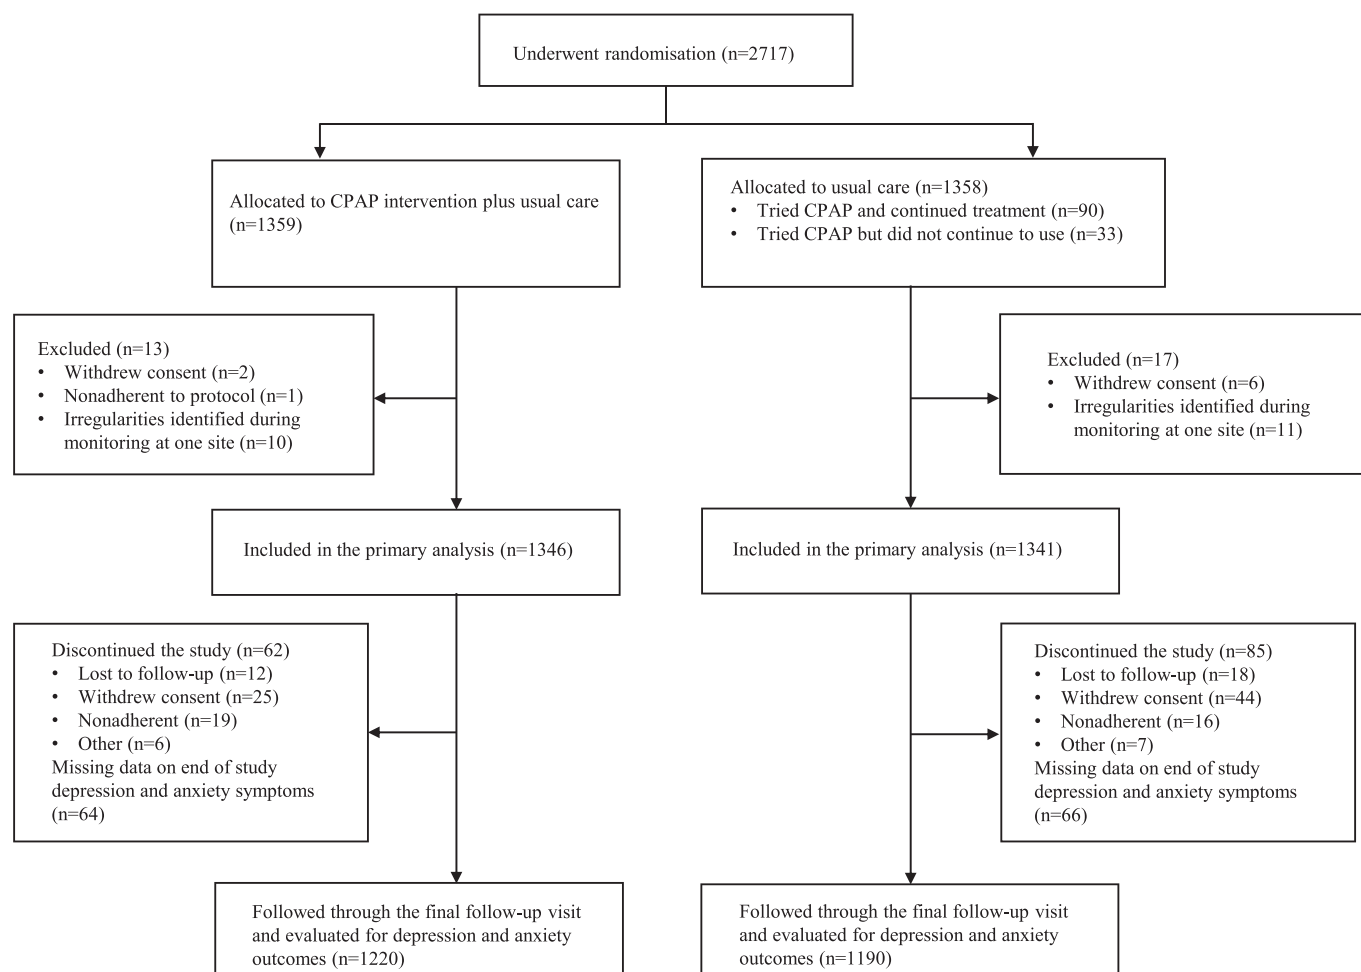 Underwent randomisation (n=2717)
Allocated to CPAP intervention plus usual care
(n=1359)
Allocated to usual care (n=1358)
• Tried CPAP and continued treatment (n=90)
• Tried CPAP but did not continue to use (n=33)
Excluded (n=13)
• Withdrew consent (n=2)
• Nonadherent to protocol (n=1)
• Irregularities identified during
monitoring at one site (n=10)
Excluded (n=17)
• Withdrew consent (n=6)
• Irregularities identified during
monitoring at one site (n=11)
Included in the primary analysis (n=1346)
Included in the primary analysis (n=1341)
Discontinued the study (n=62)
• Lost to follow-up (n=12)
• Withdrew consent (n=25)
• Nonadherent (n=19)
• Other (n=6)
Missing data on end of study
depression and anxiety symptoms
(n=64)
Discontinued the study (n=85)
• Lost to follow-up (n=18)
• Withdrew consent (n=44)
• Nonadherent (n=16)
• Other (n=7)
Missing data on end of study
depression and anxiety symptoms
(n=66)
Followed through the final follow-up visit
and evaluated for depression and anxiety
outcomes (n=1220)
Followed through the final follow-up visit
and evaluated for depression and anxiety
outcomes (n=1190)